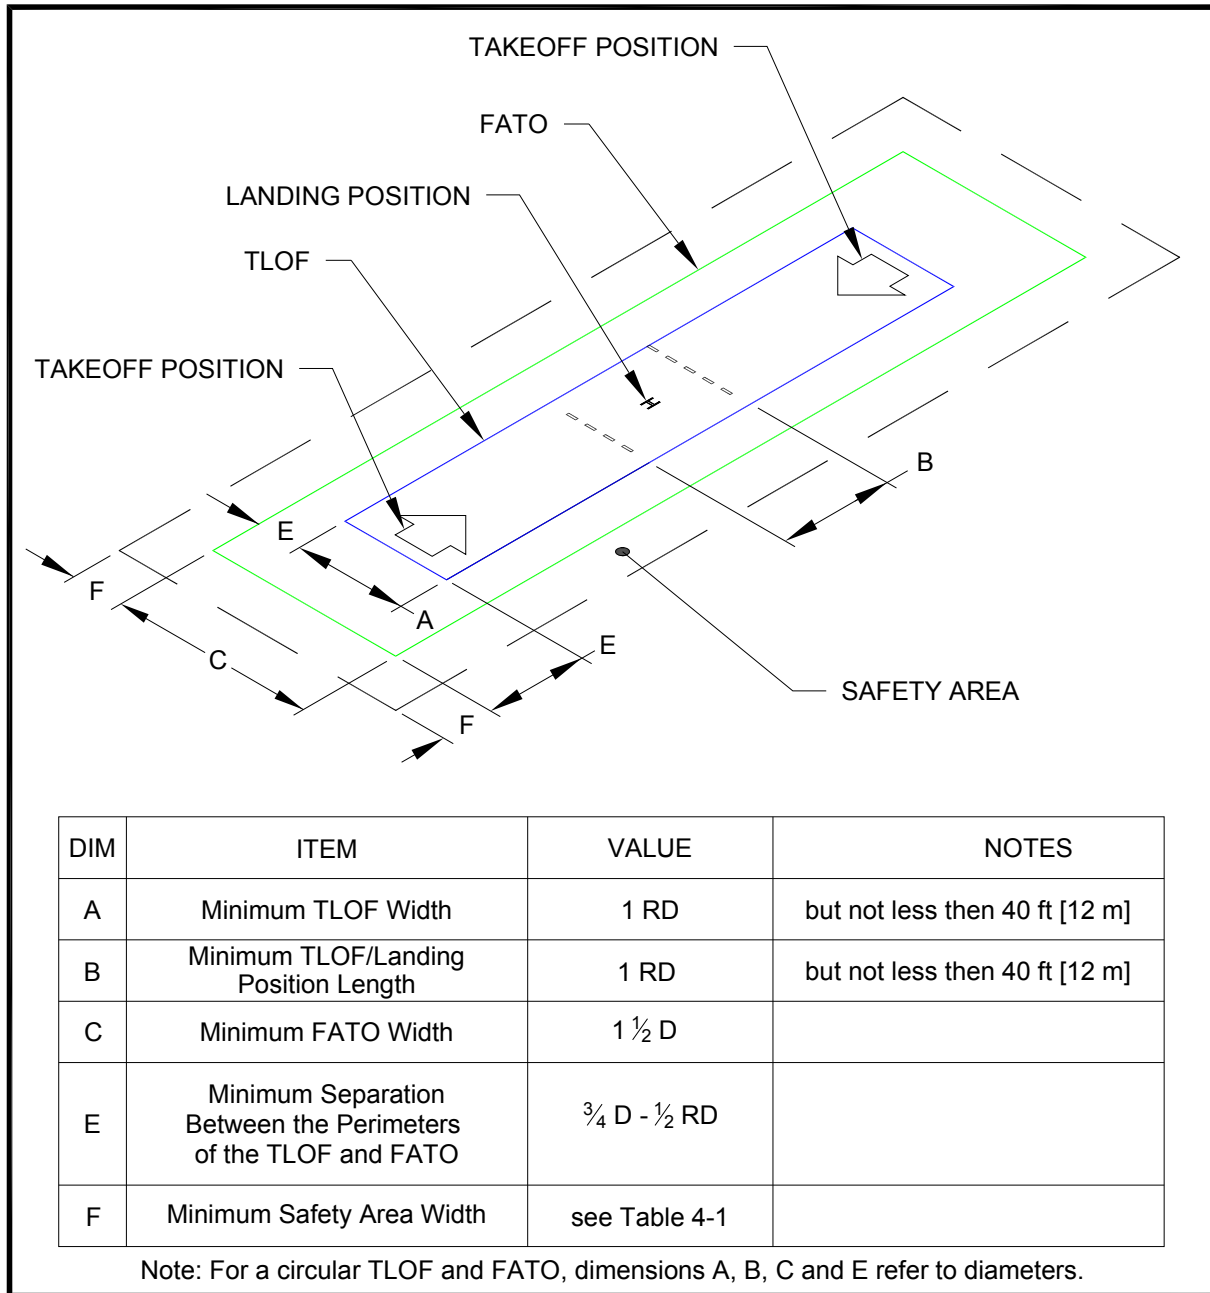 TAKEOFF POSITION
FATO
LANDING POSITION
TLOF
TAKEOFF POSITION
B
E
F
A
C
E
F
SAFETY AREA
DIM ITEM VALUE NOTES
A Minimum TLOF Width 1 RD but not less then 40 ft [12 m]
B Minimum TLOF/Landing
Position Length 1 RD but not less then 40 ft [12 m]
C Minimum FATO Width 1 ½ D
E Minimum Separation
Between the Perimeters
of the TLOF and FATO ¾ D - ½ RD
F Minimum Safety Area Width see Table 4-1
Note: For a circular TLOF and FATO, dimensions A, B, C and E refer to diameters.
H